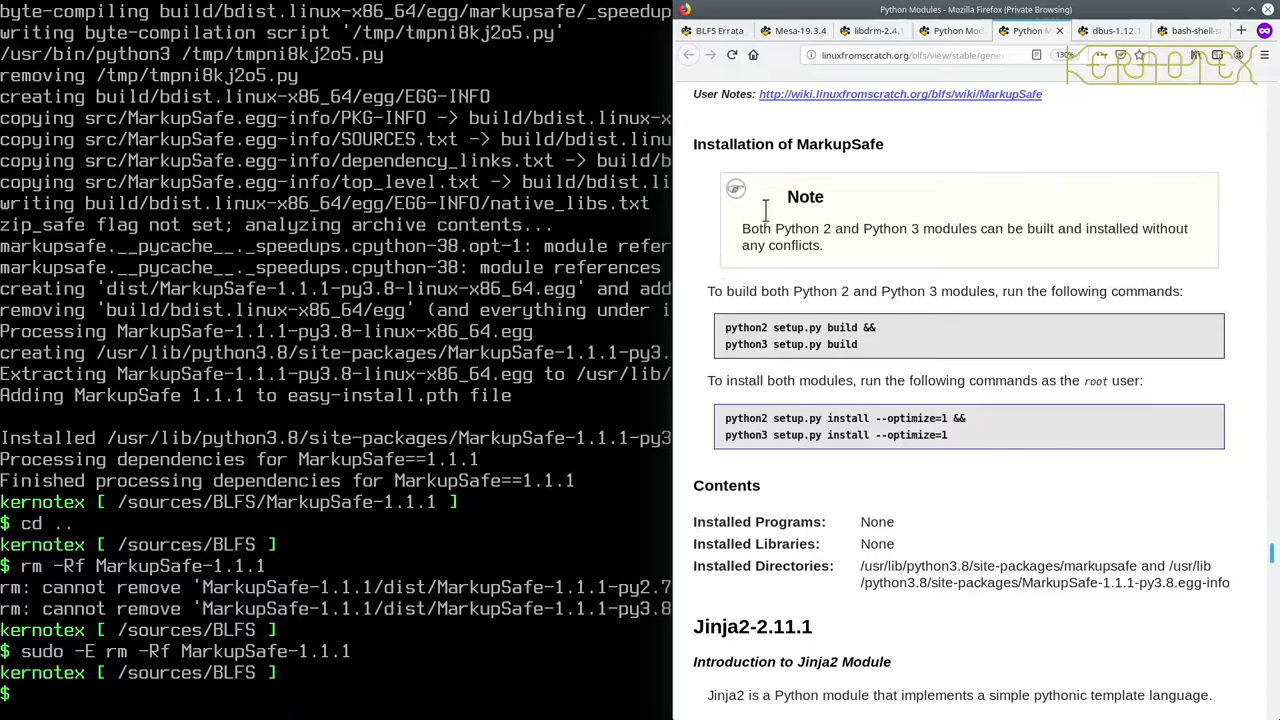 byte-compiling build/bdist.linux-x86_64/egg/markupsafe/_speedup
writing byte-compilation script '/tmp/tmpni8kj2o5.py'
/usr/bin/python3 /tmp/tmpni8kj2o5.py
removing /tmp/tmpni8kj2o5.py
creating build/bdist.linux-x86_64/egg/EGG-INFO
copying src/MarkupSafe.egg-info/PKG-INFO -> build/bdist.linux-x
copying src/MarkupSafe.egg-info/SOURCES.txt -> build/bdist.linu
copying src/MarkupSafe.egg-info/dependency_links.txt -> build/b
copying src/MarkupSafe.egg-info/top_level.txt -> build/bdist.li
writing build/bdist.linux-x86_64/egg/EGG-INFO/native_libs.txt
zip_safe flag not set; analyzing archive contents...
markupsafe.__pycache__._speedups.cpython-38.opt-1: module refer
markupsafe.__pycache__._speedups.cpython-38: module references
creating 'dist/MarkupSafe-1.1.1-py3.8-linux-x86_64.egg' and add
removing 'build/bdist.linux-x86_64/egg' (and everything under i
Processing MarkupSafe-1.1.1-py3.8-linux-x86_64.egg
creating /usr/lib/python3.8/site-packages/MarkupSafe-1.1.1-py3.
Extracting MarkupSafe-1.1.1-py3.8-linux-x86_64.egg to /usr/lib/
Adding MarkupSafe 1.1.1 to easy-install.pth file
Installed /usr/lib/python3.8/site-packages/MarkupSafe-1.1.1-py3
Processing dependencies for MarkupSafe==1.1.1
Finished processing dependencies for MarkupSafe==1.1.1
kernotex [ /sources/BLFS/MarkupSafe-1.1.1 ]
$ cd ..
kernotex [ /sources/BLFS ]
$ rm -Rf MarkupSafe-1.1.1
rm: cannot remove 'MarkupSafe-1.1.1/dist/MarkupSafe-1.1.1-py2.7
rm: cannot remove 'MarkupSafe-1.1.1/dist/MarkupSafe-1.1.1-py3.8
kernotex [ /sources/BLFS ]
$ sudo -E rm -Rf MarkupSafe-1.1.1
kernotex [ /sources/BLFS ]
$
Python Modules - Mozilla Firefox (Private Browsing)
BLFS Errata
Mesa-19.3.4
libdrm-2.4.
Python Mod
Python M
dbus-1.12.1
bash-shell-s
linuxfromscratch.org/blfs/view/stable/gener
130%
KERNOTEX
User Notes: http://wiki.linuxfromscratch.org/blfs/wiki/MarkupSafe
Installation of MarkupSafe
Note
Both Python 2 and Python 3 modules can be built and installed without
any conflicts.
To build both Python 2 and Python 3 modules, run the following commands:
python2 setup.py build &&
python3 setup.py build
To install both modules, run the following commands as the root user:
python2 setup.py install --optimize=1 &&
python3 setup.py install --optimize=1
Contents
Installed Programs: None
Installed Libraries: None
Installed Directories: /usr/lib/python3.8/site-packages/markupsafe and /usr/lib
/python3.8/site-packages/MarkupSafe-1.1.1-py3.8.egg-info
Jinja2-2.11.1
Introduction to Jinja2 Module
Jinja2 is a Python module that implements a simple pythonic template language.